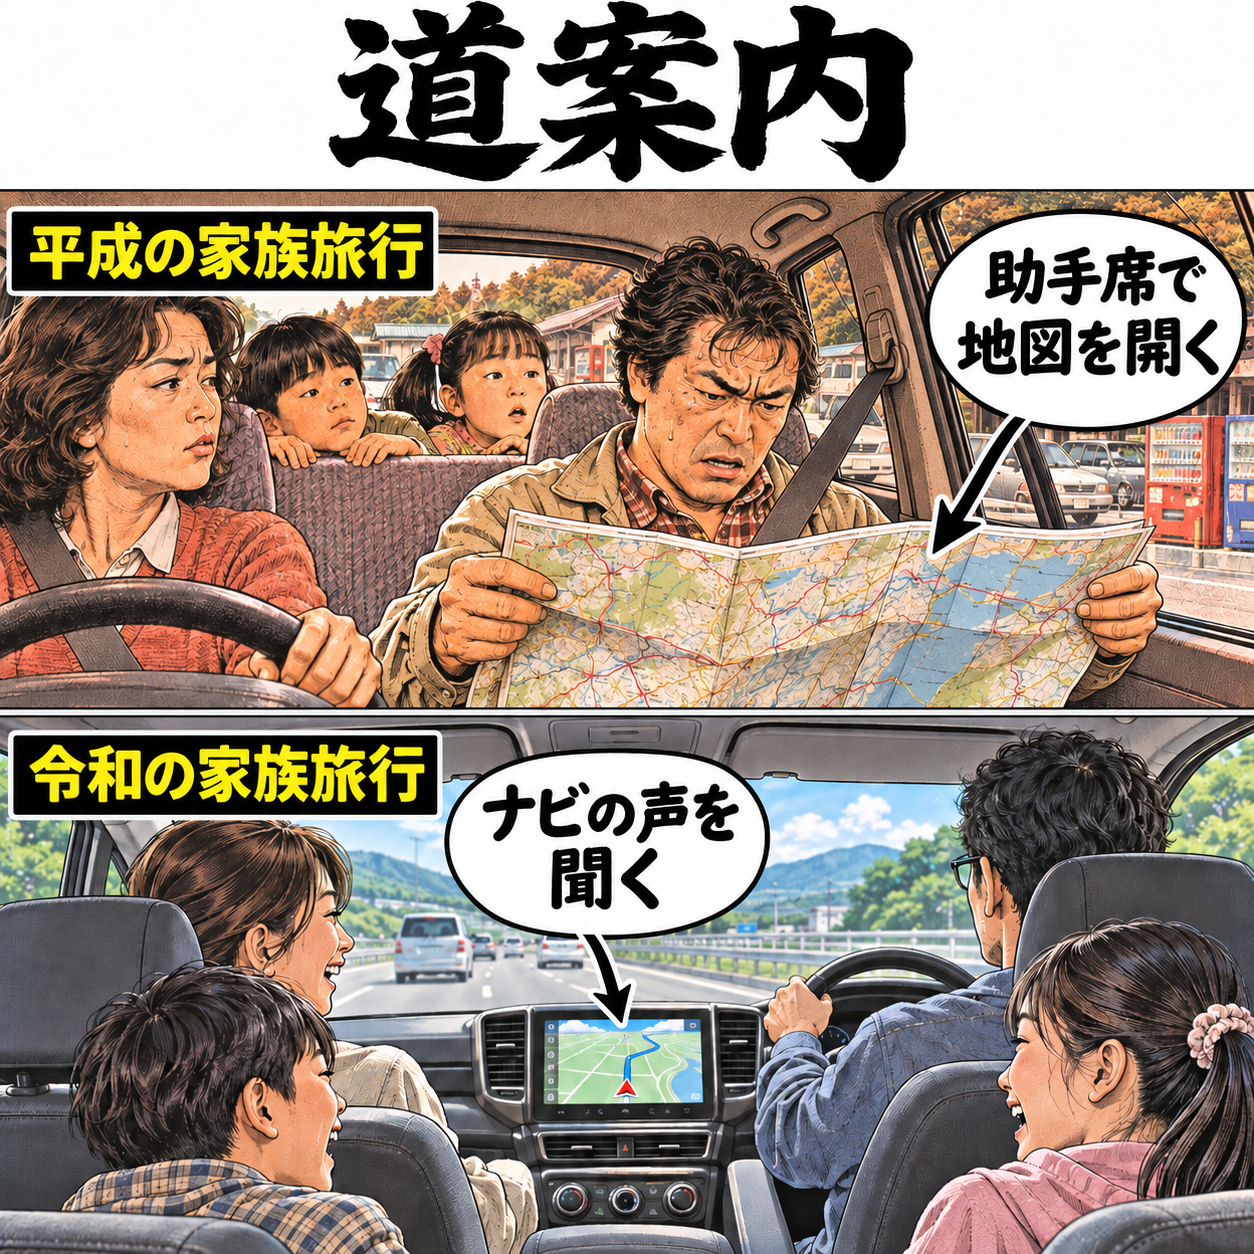 道案内
平成の家族旅行
助手席で
地図を開く
令和の家族旅行
ナビの声を
聞く